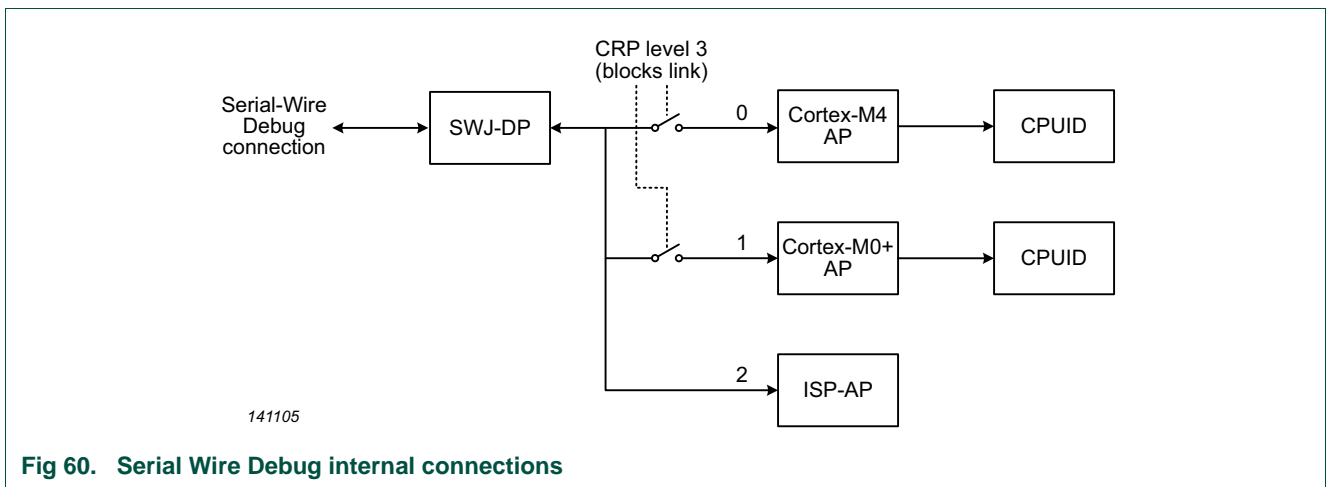 CRP level 3
(blocks link)
Serial-Wire
Debug
connection
SWJ-DP
0
Cortex-M4
AP
CPUID
1
Cortex-M0+
AP
CPUID
2
ISP-AP
141105
Fig 60. Serial Wire Debug internal connections